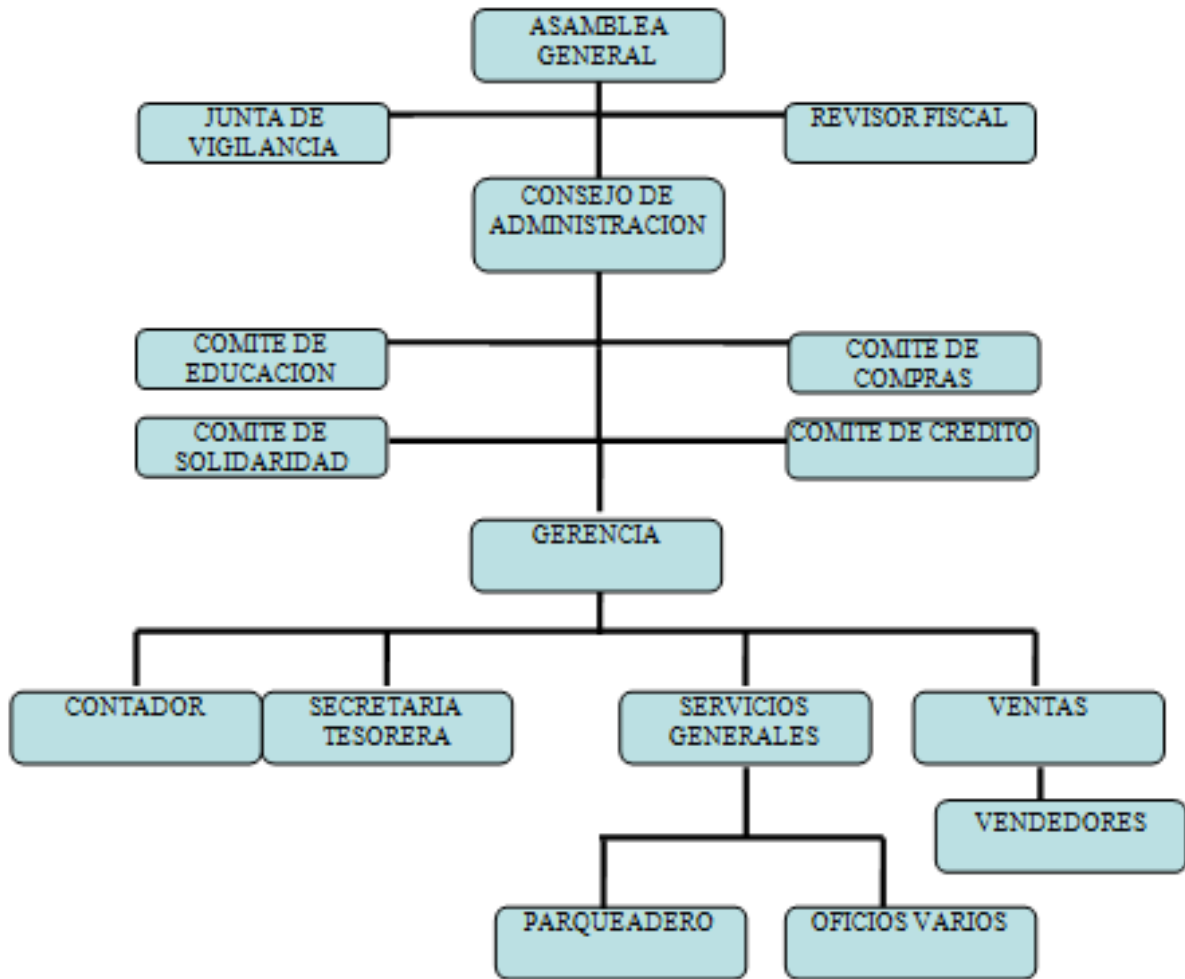 ASAMBLEA
GENERAL
JUNTA DE
VIGILANCIA
REVISOR FISCAL
CONSEJO DE
ADMINISTRACION
COMITE DE
EDUCACION
COMITE DE
COMPRAS
COMITE DE
SOLIDARIDAD
COMITE DE CREDITO
GERENCIA
CONTADOR
SECRETARIA
TESORERA
SERVICIOS
GENERALES
VENTAS
VENDEDORES
PARQUEADERO
OFICIOS VARIOS